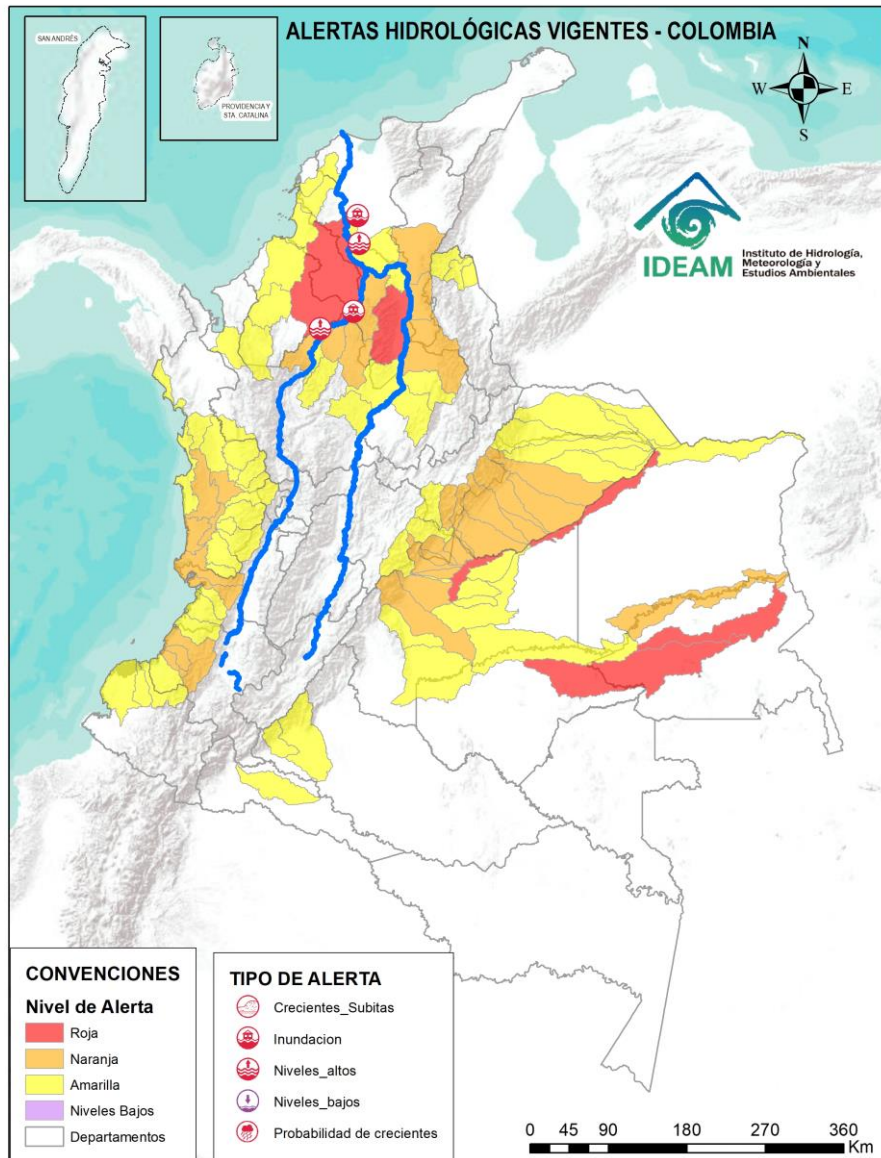 ALERTAS HIDROLÓGICAS VIGENTES - COLOMBIA
SAN ANDRÉS
PROVIDENCIA Y
STA. CATALINA
N
W
E
S
IDEAM
Instituto de Hidrología,
Meteorología y
Estudios Ambientales
CONVENCIONES
Nivel de Alerta
Roja
Naranja
Amarilla
Niveles Bajos
Departamentos
TIPO DE ALERTA
Crecientes_Subitas
Inundacion
Niveles_altos
Niveles_bajos
Probabilidad de crecientes
0 45 90 180 270 360
Km